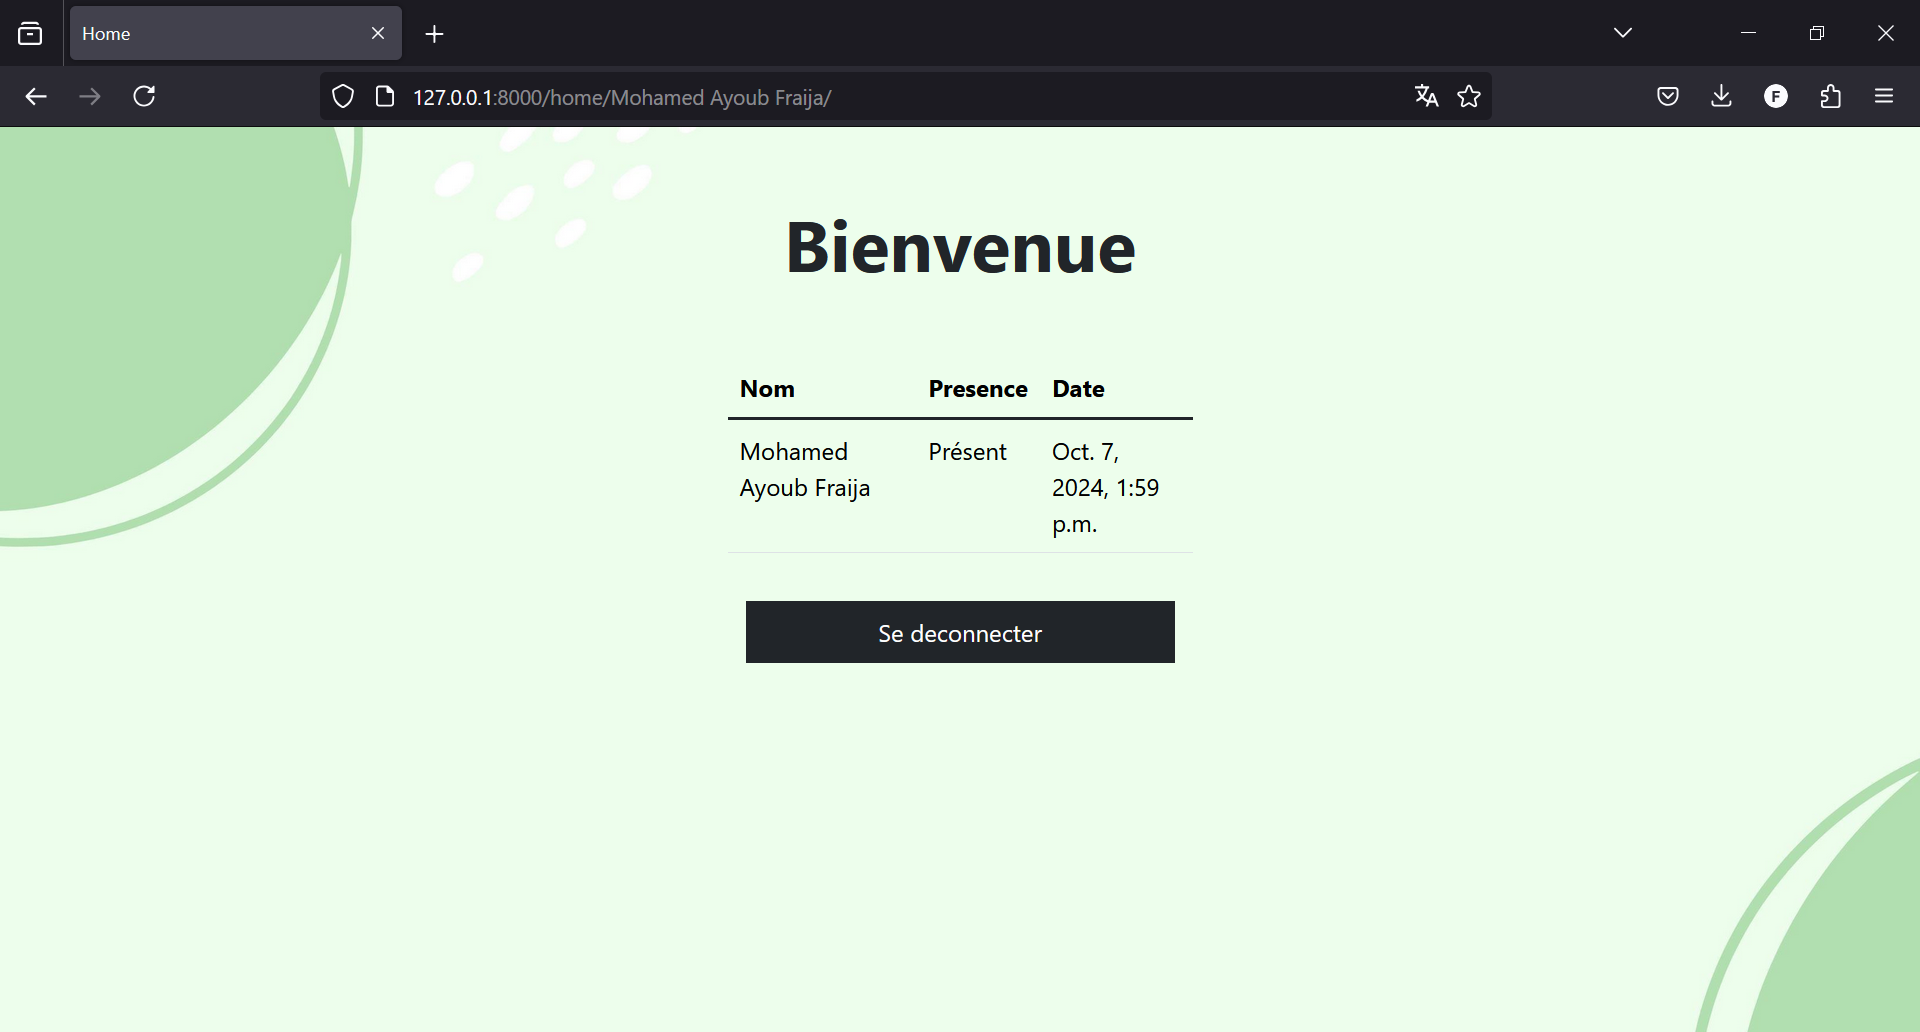 Home
127.0.0.1:8000/home/Mohamed Ayoub Fraija/
F
Bienvenue
Nom Presence Date
Mohamed Présent Oct. 7,
Ayoub Fraija 2024, 1:59
p.m.
Se deconnecter